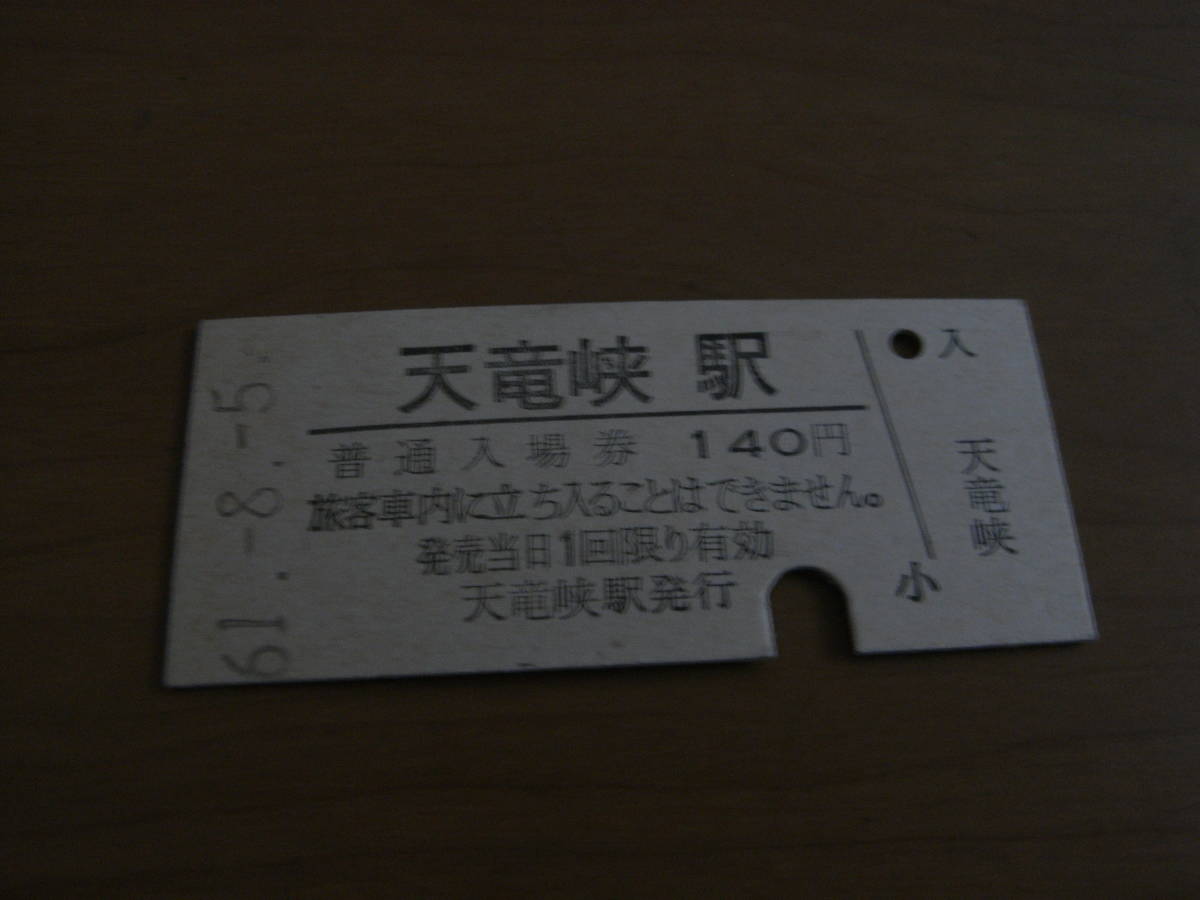 天竜峡 駅
普通入場券 140円
旅客車内に立ち入ることはできません。
発売当日1回限り有効
天竜峡駅発行
61.-8.-5
入
天竜峡
小